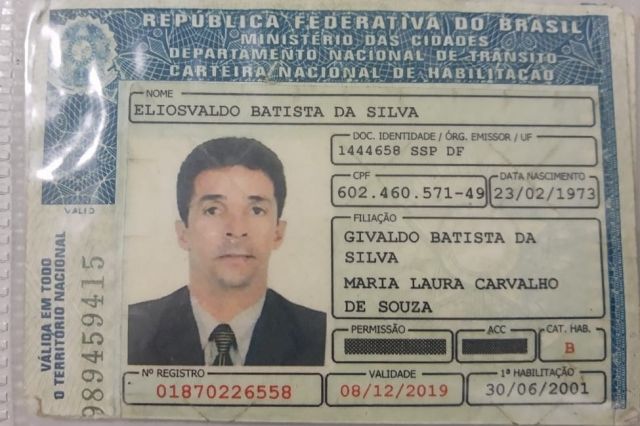 REPÚBLICA FEDERATIVA DO BRASIL
MINISTÉRIO DAS CIDADES
DEPARTAMENTO NACIONAL DE TRÂNSITO
CARTEIRA NACIONAL DE HABILITAÇÃO
NOME
ELIOSVALDO BATISTA DA SILVA
DOC. IDENTIDADE / ÓRG. EMISSOR / UF
1444658 SSP DF
CPF
DATA NASCIMENTO
602.460.571-49
23/02/1973
FILIAÇÃO
GIVALDO BATISTA DA
SILVA
MARIA LAURA CARVALHO
DE SOUZA
PERMISSÃO
ACC
CAT. HAB.
B
Nº REGISTRO
VALIDADE
1ª HABILITAÇÃO
01870226558
08/12/2019
30/06/2001
VÁLIDA EM TODO
O TERRITÓRIO NACIONAL
989459415